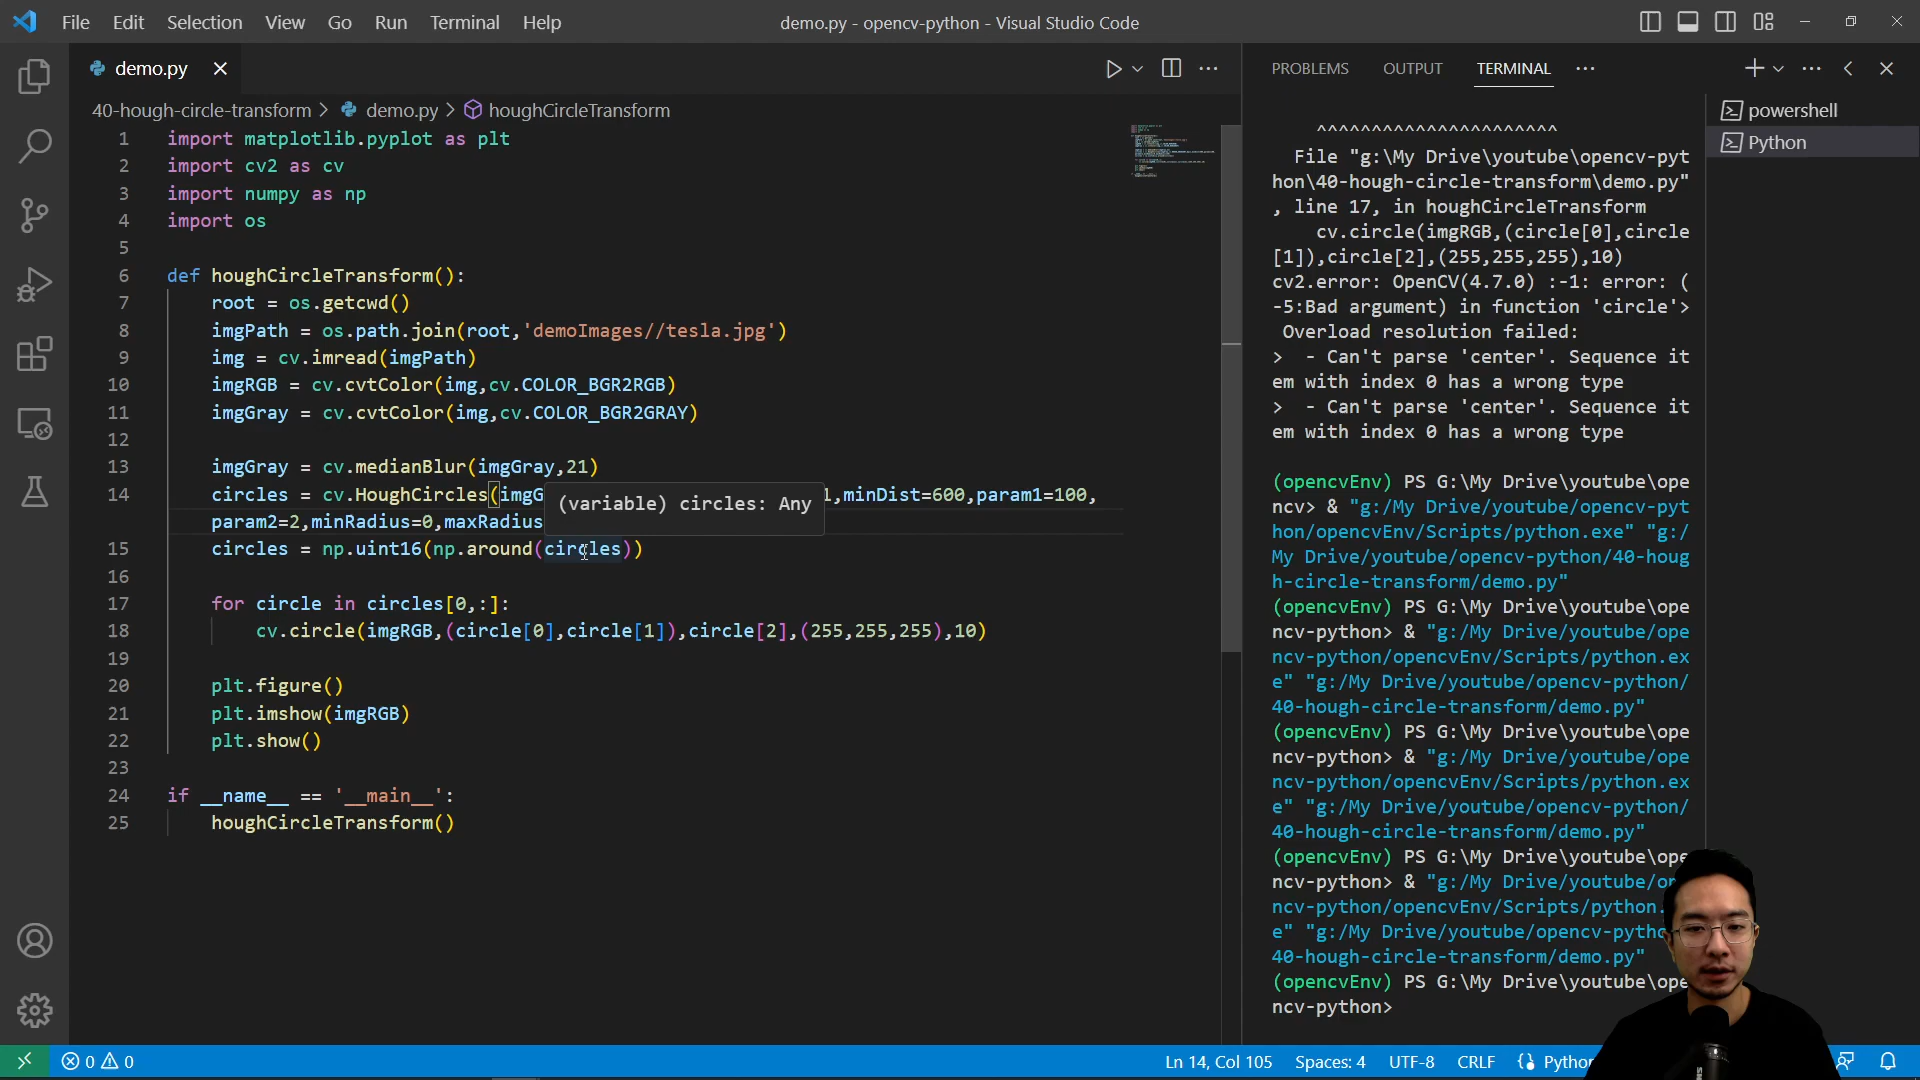 File Edit Selection View Go Run Terminal Help
demo.py - opencv-python - Visual Studio Code
demo.py
40-hough-circle-transform > demo.py > houghCircleTransform
1 import matplotlib.pyplot as plt
2 import cv2 as cv
3 import numpy as np
4 import os
5
6 def houghCircleTransform():
7 root = os.getcwd()
8 imgPath = os.path.join(root,'demoImages//tesla.jpg')
9 img = cv.imread(imgPath)
10 imgRGB = cv.cvtColor(img,cv.COLOR_BGR2RGB)
11 imgGray = cv.cvtColor(img,cv.COLOR_BGR2GRAY)
12
13 imgGray = cv.medianBlur(imgGray,21)
14 circles = cv.HoughCircles(imgG
(variable) circles: Any
,minDist=600,param1=100,
param2=2,minRadius=0,maxRadius
15 circles = np.uint16(np.around(circles))
16
17 for circle in circles[0,:]:
18 cv.circle(imgRGB,(circle[0],circle[1]),circle[2],(255,255,255),10)
19
20 plt.figure()
21 plt.imshow(imgRGB)
22 plt.show()
23
24 if __name__ == '__main__':
25 houghCircleTransform()
PROBLEMS OUTPUT TERMINAL
powershell
Python
^^^^^^^^^^^^^^^^^^^^^^
File "g:\My Drive\youtube\opencv-pyt
hon\40-hough-circle-transform\demo.py"
, line 17, in houghCircleTransform
cv.circle(imgRGB,(circle[0],circle
[1]),circle[2],(255,255,255),10)
cv2.error: OpenCV(4.7.0) :-1: error: (
-5:Bad argument) in function 'circle'>
Overload resolution failed:
> - Can't parse 'center'. Sequence it
em with index 0 has a wrong type
> - Can't parse 'center'. Sequence it
em with index 0 has a wrong type
(opencvEnv) PS G:\My Drive\youtube\ope
ncv> & "g:/My Drive/youtube/opencv-pyt
hon/opencvEnv/Scripts/python.exe" "g:/
My Drive/youtube/opencv-python/40-houg
h-circle-transform/demo.py"
(opencvEnv) PS G:\My Drive\youtube\ope
ncv-python> & "g:/My Drive/youtube/ope
ncv-python/opencvEnv/Scripts/python.ex
e" "g:/My Drive/youtube/opencv-python/
40-hough-circle-transform/demo.py"
(opencvEnv) PS G:\My Drive\youtube\ope
ncv-python> & "g:/My Drive/youtube/ope
ncv-python/opencvEnv/Scripts/python.ex
e" "g:/My Drive/youtube/opencv-python/
40-hough-circle-transform/demo.py"
(opencvEnv) PS G:\My Drive\youtube\ope
ncv-python> & "g:/My Drive/youtube/op
ncv-python/opencvEnv/Scripts/python.
e" "g:/My Drive/youtube/opencv-pytho
40-hough-circle-transform/demo.py"
(opencvEnv) PS G:\My Drive\youtube\ope
ncv-python>
0 0
Ln 14, Col 105 Spaces: 4 UTF-8 CRLF Pytho